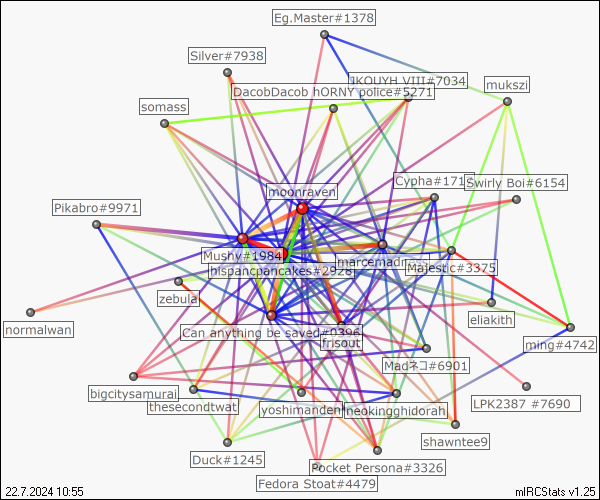 Eg.Master#1378
Silver#7938
IKOUYH VIII#7034
DacobDacob hORNY police#5271
mukszi
somass
moonraven
Cypha#171
Swirly Boi#6154
Pikabro#9971
Mushy#1984
marcemadn
Majestic#3375
hispancpancakes#2928
zebula
eliakith
normalwan
Can anything be saved#0396
frisout
ming#4742
Madネコ#6901
bigcitysamurai
thesecondtwat
yoshimanden
neokingghidorah
LPK2387 #7690
shawntee9
Duck#1245
Pocket Persona#3326
Fedora Stoat#4479
22.7.2024 10:55
mIRCStats v1.25